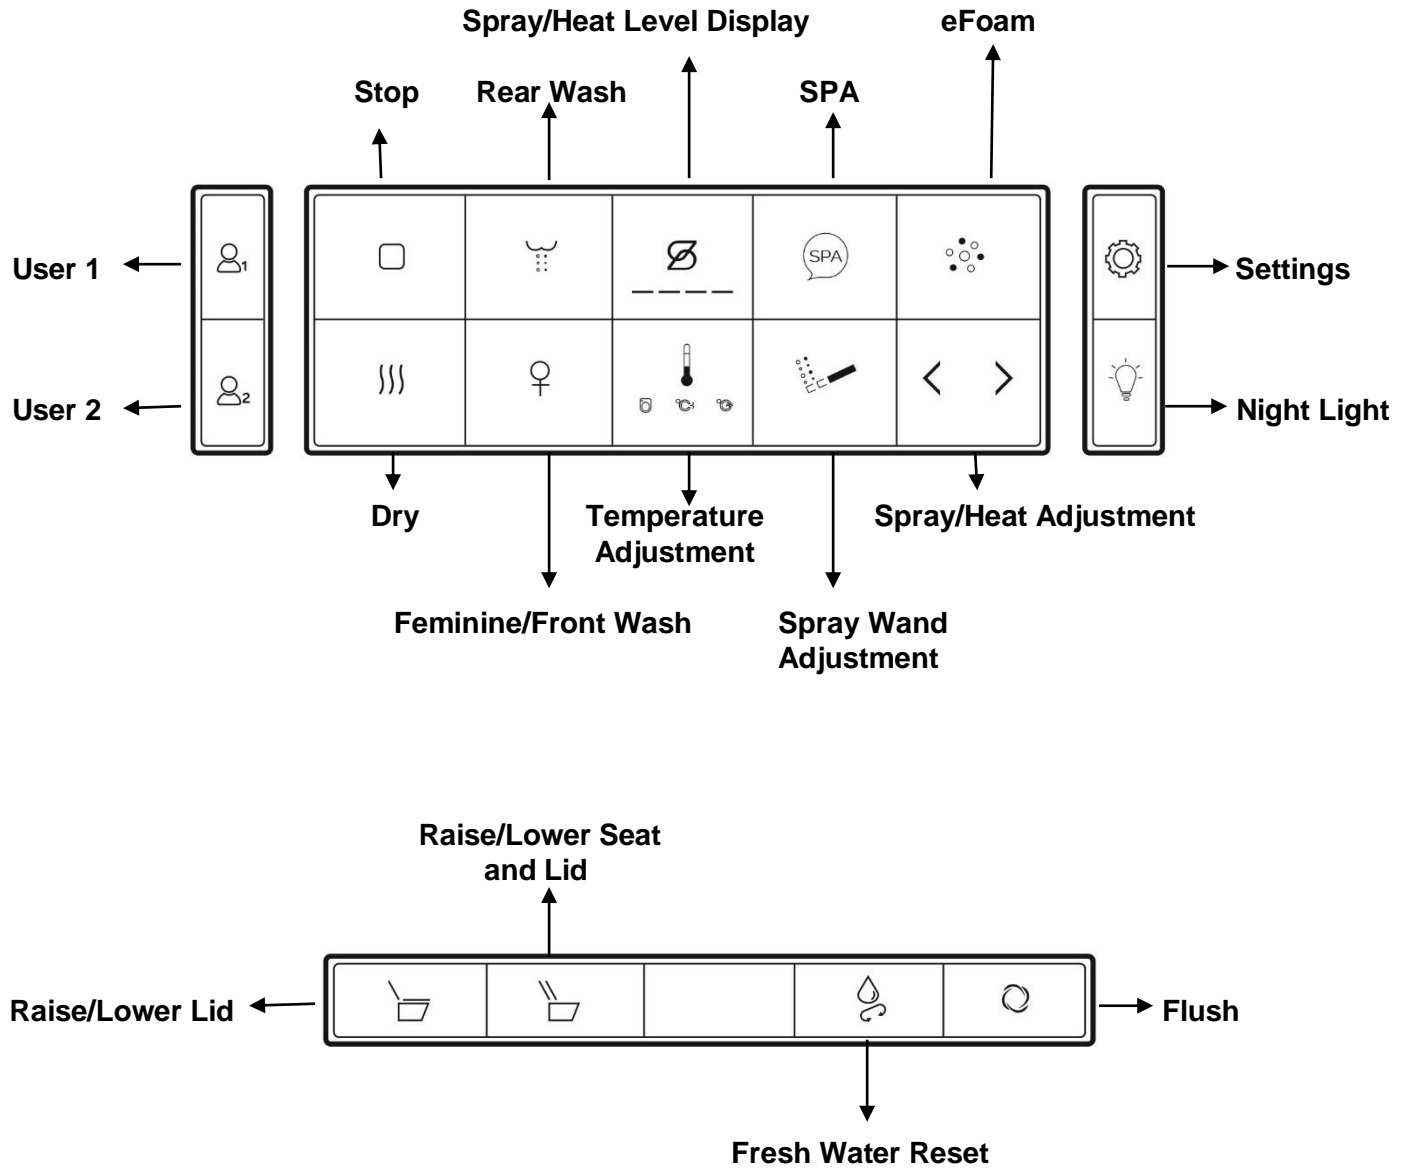 Spray/Heat Level Display
eFoam
Stop
Rear Wash
SPA
User 1
1
SPA
Settings
User 2
2
Night Light
Dry
Temperature
Adjustment
Spray/Heat Adjustment
Feminine/Front Wash
Spray Wand
Adjustment
Raise/Lower Seat
and Lid
Raise/Lower Lid
Flush
Fresh Water Reset